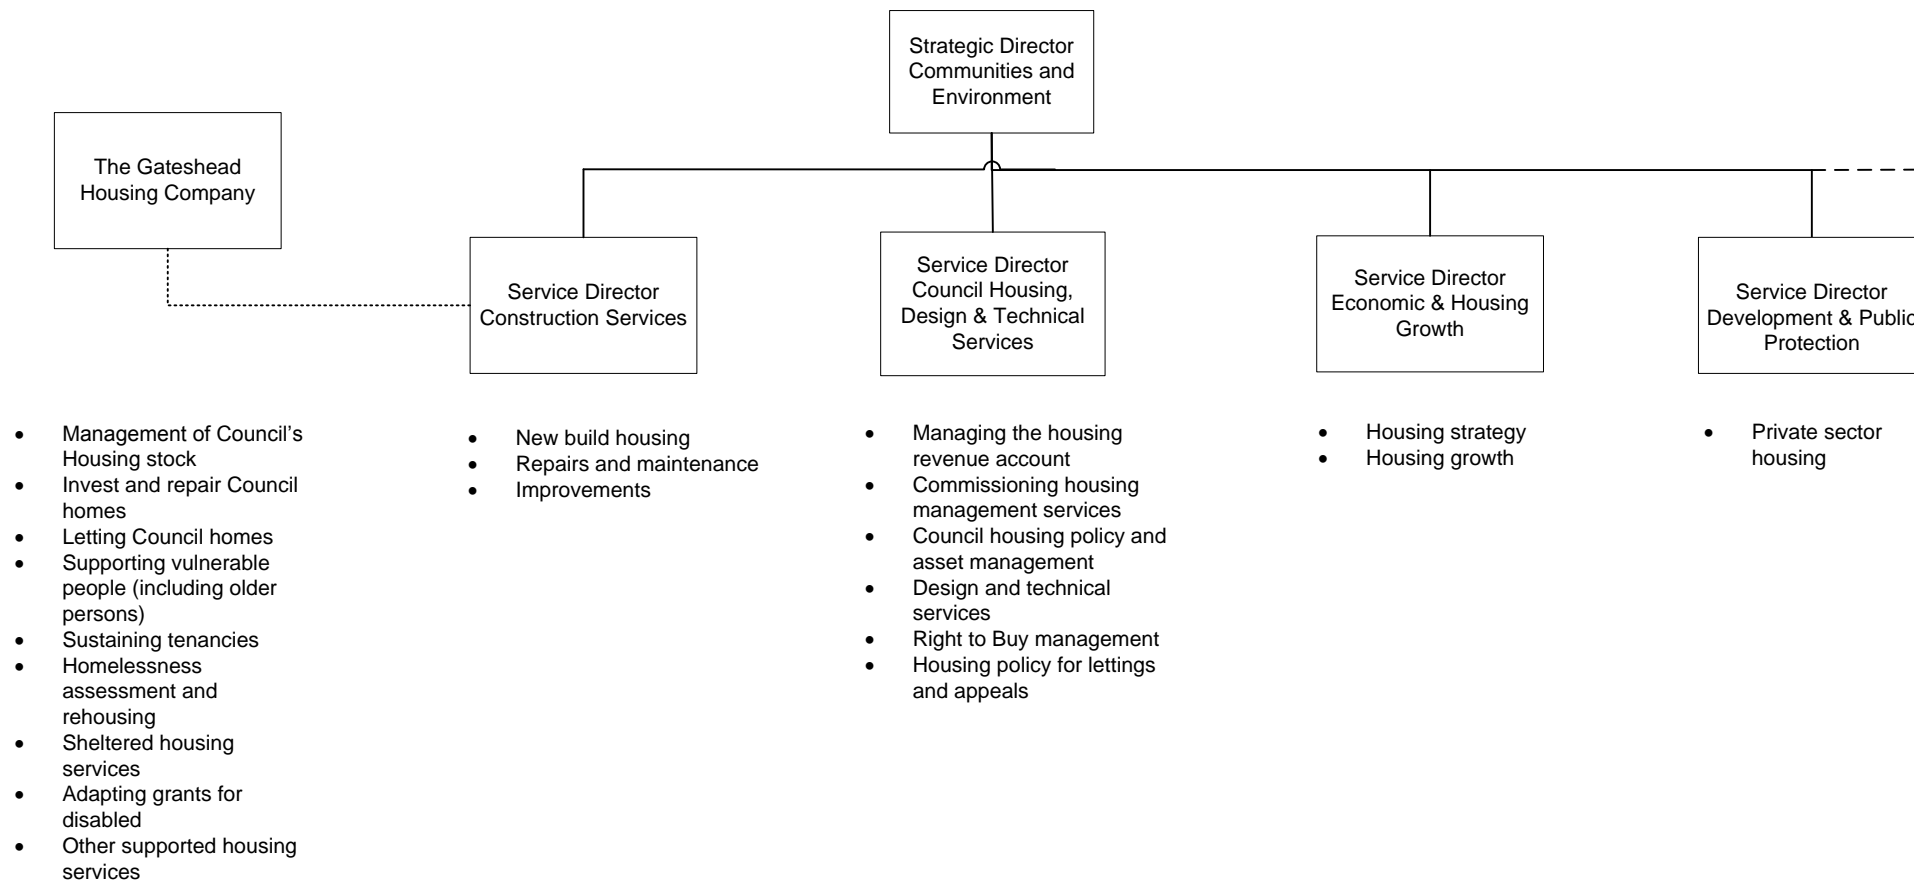 Strategic Director
Communities and
Environment
The Gateshead
Housing Company
Service Director
Construction Services
Service Director
Council Housing,
Design & Technical
Services
Service Director
Economic & Housing
Growth
Service Director
Development & Public
Protection
• Management of Council’s
Housing stock
• Invest and repair Council
homes
• Letting Council homes
• Supporting vulnerable
people (including older
persons)
• Sustaining tenancies
• Homelessness
assessment and
rehousing
• Sheltered housing
services
• Adapting grants for
disabled
• Other supported housing
services
• New build housing
• Repairs and maintenance
• Improvements
• Managing the housing
revenue account
• Commissioning housing
management services
• Council housing policy and
asset management
• Design and technical
services
• Right to Buy management
• Housing policy for lettings
and appeals
• Housing strategy
• Housing growth
• Private sector
housing